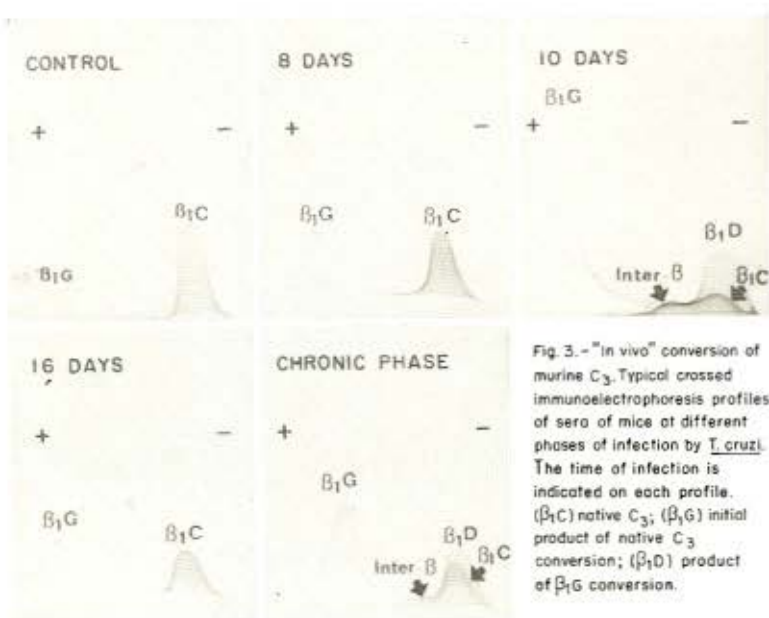 CONTROL
+ −
β₁C
β₁G
8 DAYS
+ −
β₁G β₁C
10 DAYS
β₁G
+ −
β₁D
Inter β β₁C
16 DAYS
+ −
β₁G β₁C
CHRONIC PHASE
+ −
β₁G
β₁D
β₁C
Inter β
Fig. 3.-"In vivo" conversion of
murine C₃. Typical crossed
immunoelectrophoresis profiles
of sera of mice at different
phases of infection by T. cruzi.
The time of infection is
indicated on each profile.
(β₁C) native C₃; (β₁G) initial
product of native C₃
conversion; (β₁D) product
of β₁G conversion.